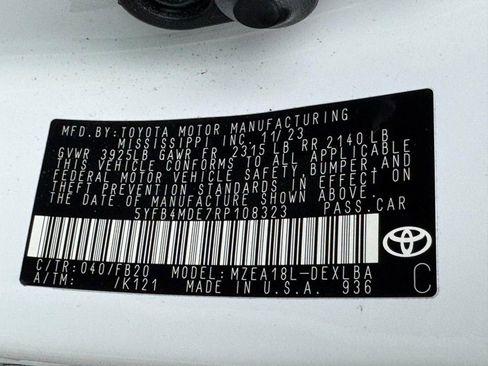 MFD.BY:TOYOTA MOTOR MANUFACTURING
MISSISSIPPI INC. 11/23
GVWR 3925LB GAWR FR 2315 LB RR 2140LB
THIS VEHICLE CONFORMS TO ALL APPLICABLE
FEDERAL MOTOR VEHICLE SAFETY,BUMPER,AND
THEFT PREVENTION STANDARDS IN EFFECT ON
THE DATE OF MANUFACTURE SHOWN ABOVE.
5YFB4MDE7RP108323 PASS.CAR
C/TR:040/FB20 MODEL:MZEA18L-DEXLBA
A/TM: /K121 MADE IN U.S.A. 936
TOYOTA
C